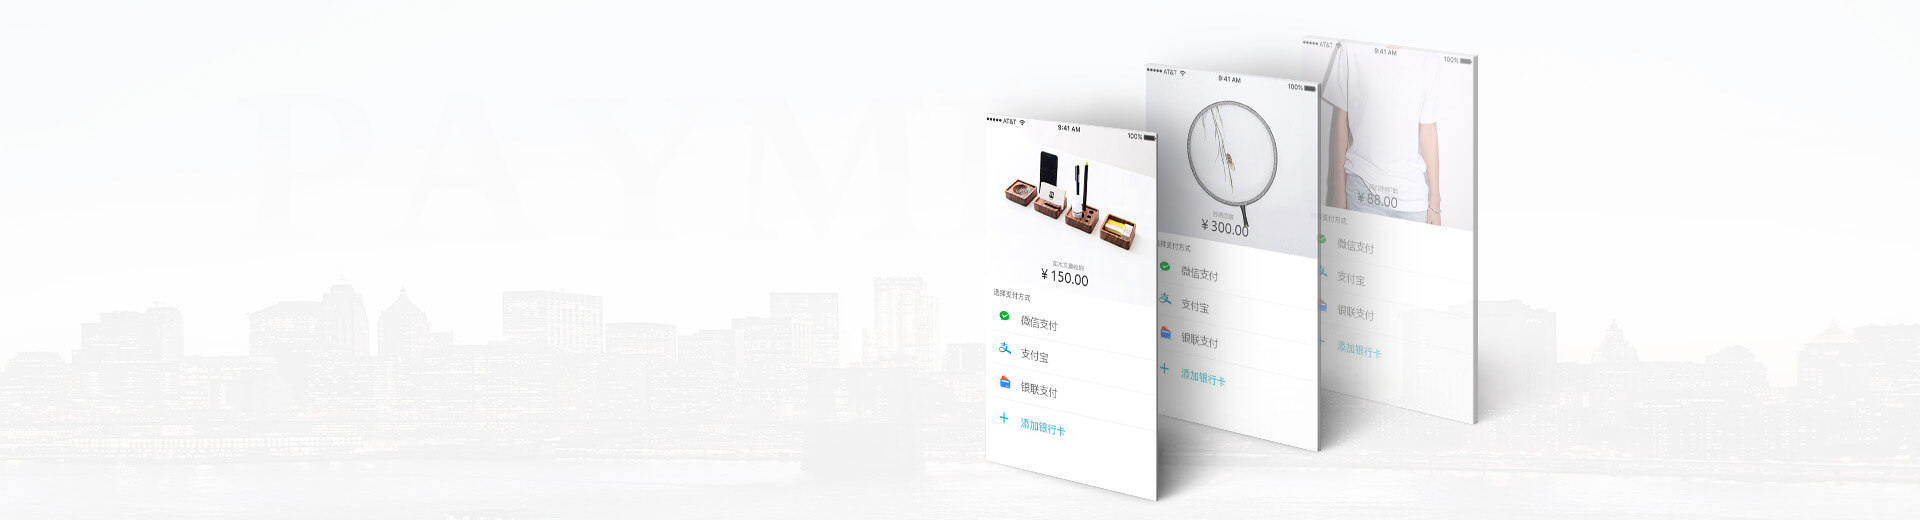 PAYM
●●●●● AT&T
9:41 AM
100%
实木文具收纳
¥ 150.00
选择支付方式
微信支付
支付宝
银联支付
添加银行卡
●●●●● AT&T
9:41 AM
100%
¥ 300.00
选择支付方式
微信支付
支付宝
银联支付
添加银行卡
●●●●● AT&T
9:41 AM
100%
¥ 88.00
支付方式
微信支付
支付宝
银联支付
添加银行卡